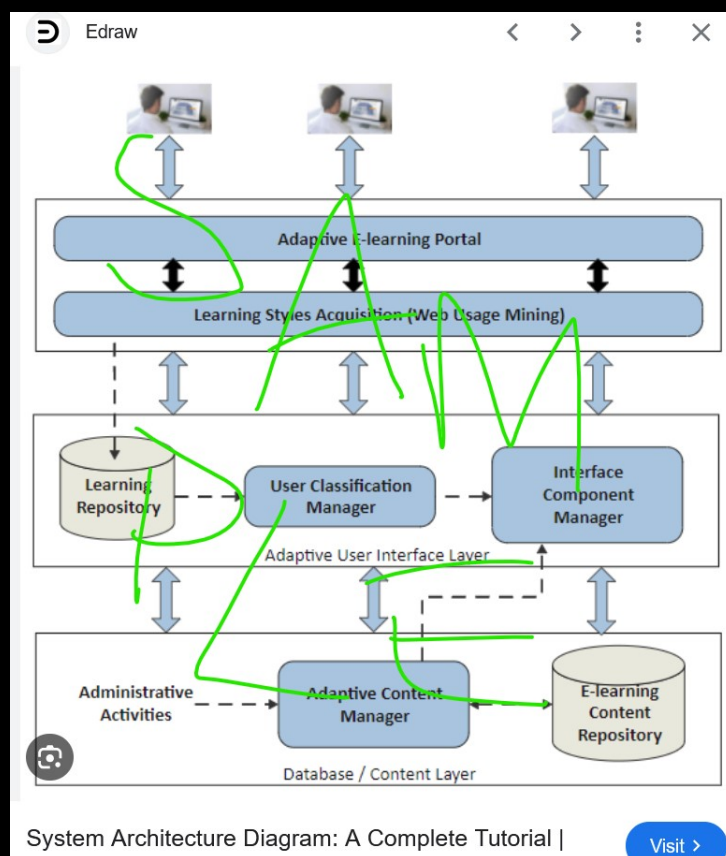 Edraw
Adaptive E-learning Portal
Learning Styles Acquisition (Web Usage Mining)
Learning
Repository
User Classification
Manager
Interface
Component
Manager
Adaptive User Interface Layer
Administrative
Activities
Adaptive Content
Manager
E-learning
Content
Repository
Database / Content Layer
SAM
PLE
System Architecture Diagram: A Complete Tutorial |
Visit >